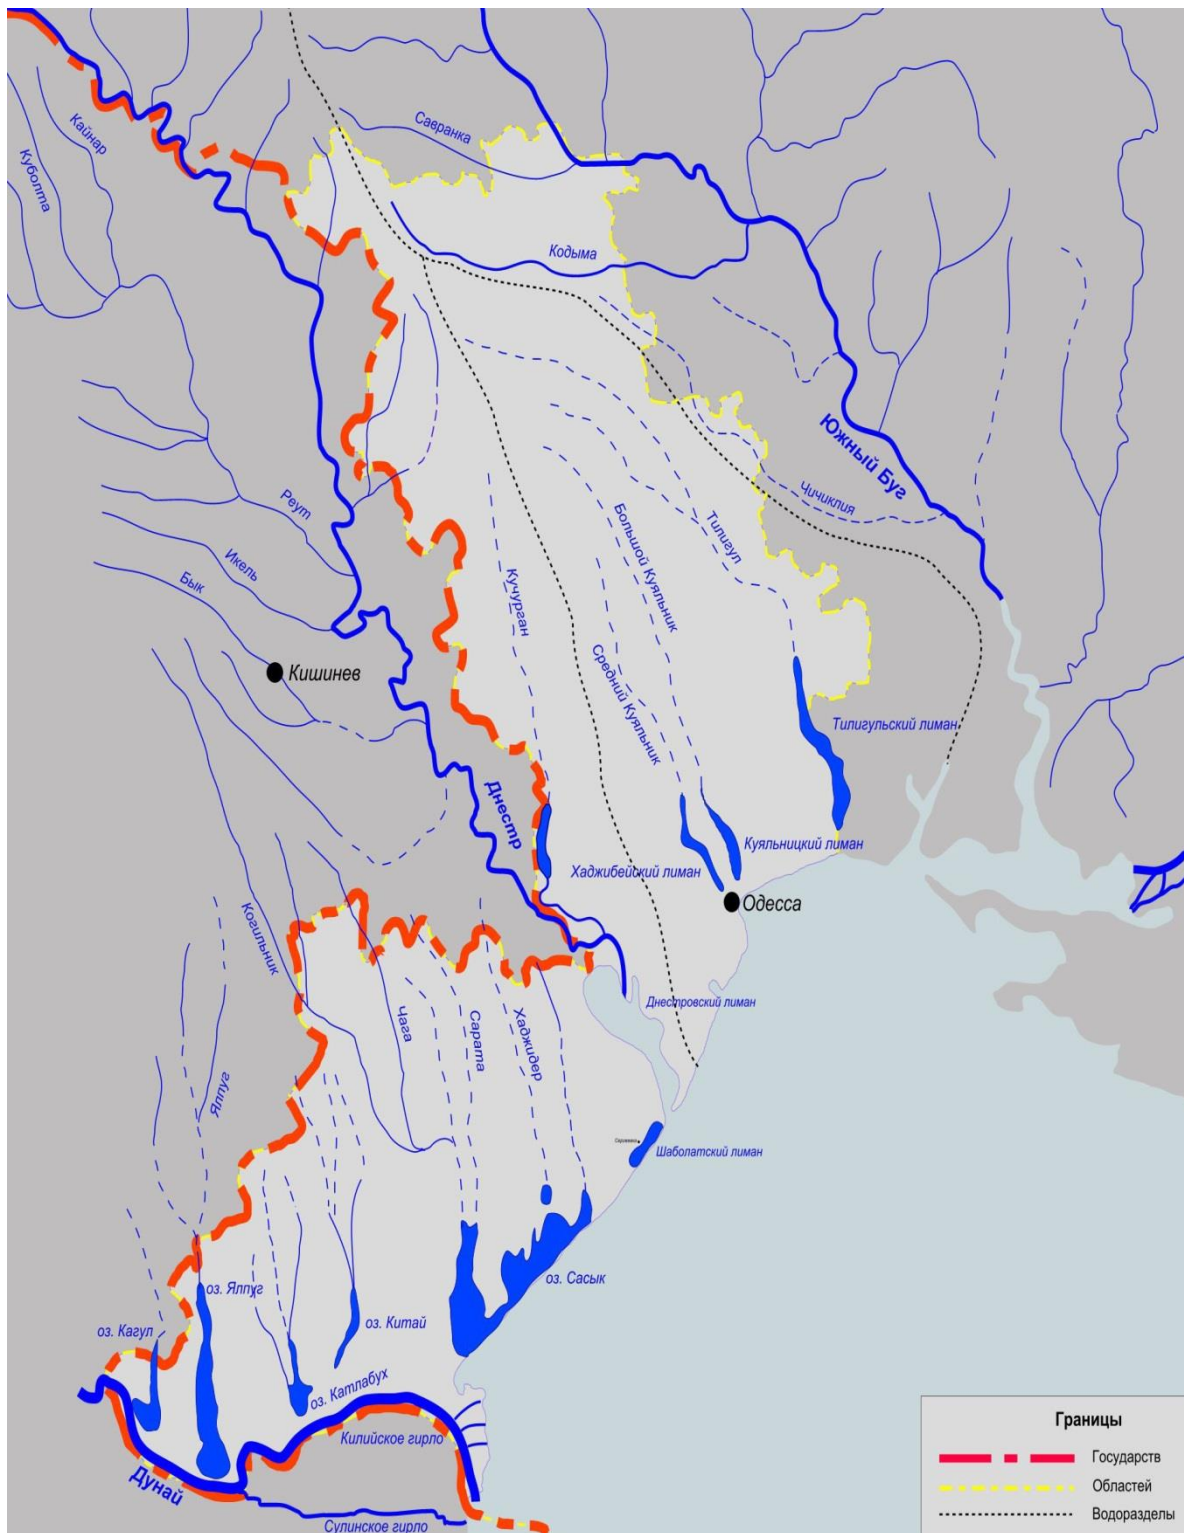 Савранка
Кайнар
Куболта
Кодыма
Южный Буг
Чичиклия
Реут
Тилигул
Большой Куяльник
Икель
Кучурган
Бык
Кишинев
Средний Куяльник
Тилигульский лиман
Днестр
Куяльницкий лиман
Хаджибейский лиман
Одесса
Когильник
Днестровский лиман
Чага
Сарата
Хаджидер
Ялпуг
Шаболатский лиман
оз. Сасык
оз. Ялпуг
оз. Китай
оз. Кагул
оз. Катлабух
Килийское гирло
Дунай
Сулинское гирло
Границы
Государств
Областей
Водоразделы